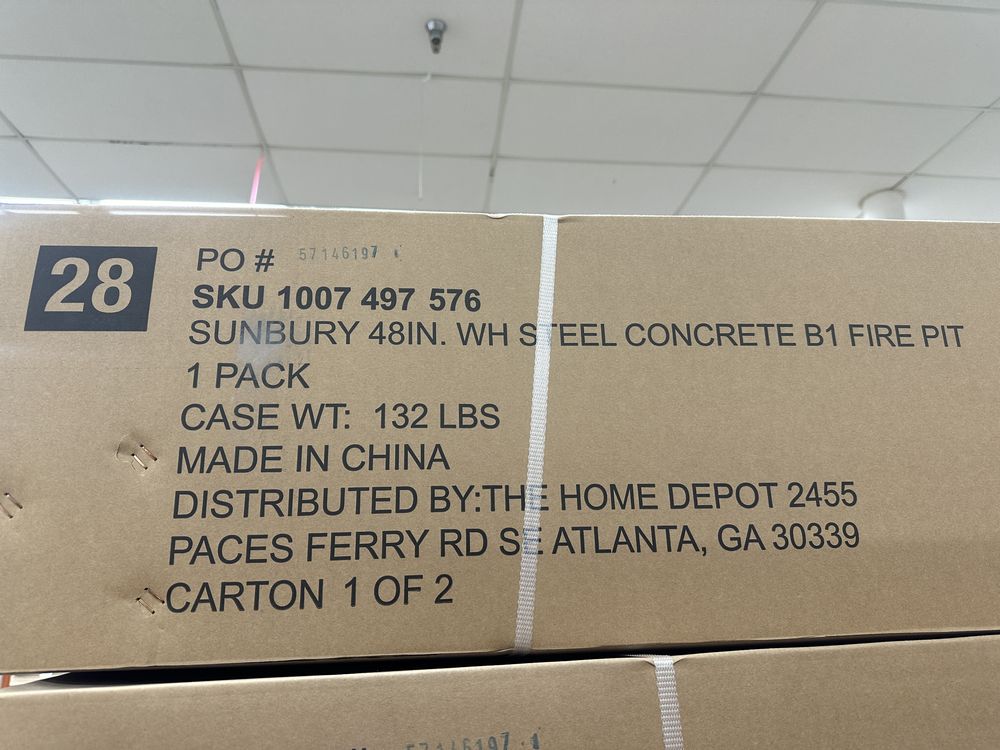 28
PO # 57146197
SKU 1007 497 576
SUNBURY 48IN. WH STEEL CONCRETE B1 FIRE PIT
1 PACK
CASE WT: 132 LBS
MADE IN CHINA
DISTRIBUTED BY:THE HOME DEPOT 2455
PACES FERRY RD SE ATLANTA, GA 30339
CARTON 1 OF 2
57146197